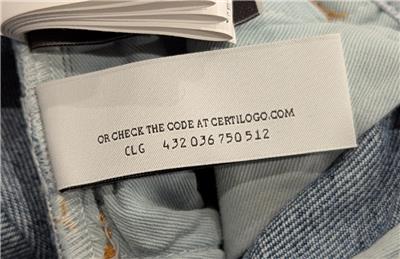 OR CHECK THE CODE AT CERTILOGO.COM
CLG 432 036 750 512